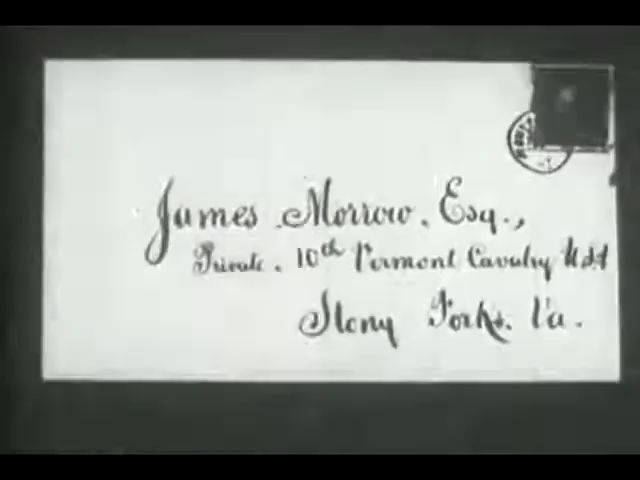 James Morrow, Esq.,
Private, 10th Vermont Cavalry U.S.A
Stony Forks, Va.